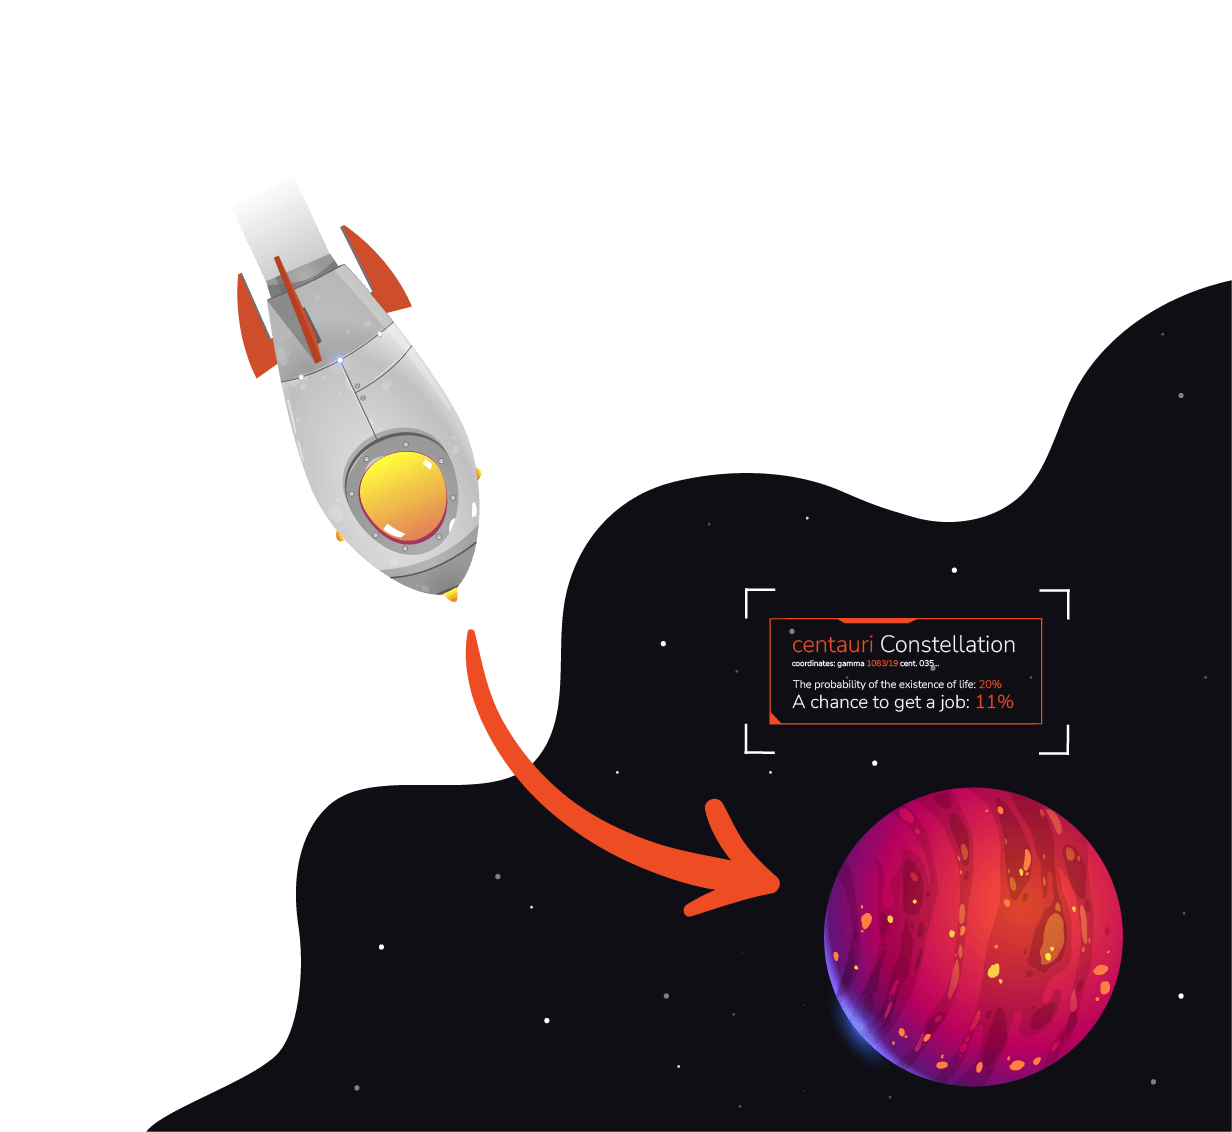 centauri Constellation
coordinates: gamma 1083/19 cent. 035...
The probability of the existence of life: 20%
A chance to get a job: 11%